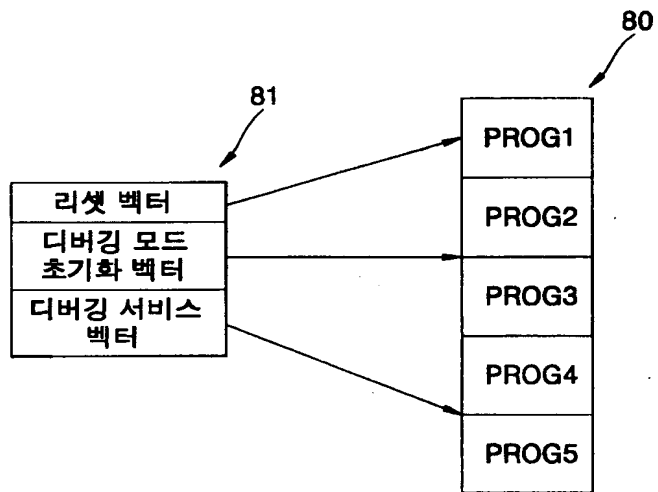 80
81
PROG1
리셋 벡터
PROG2
디버깅 모드
초기화 벡터
PROG3
디버깅 서비스
벡터
PROG4
PROG5